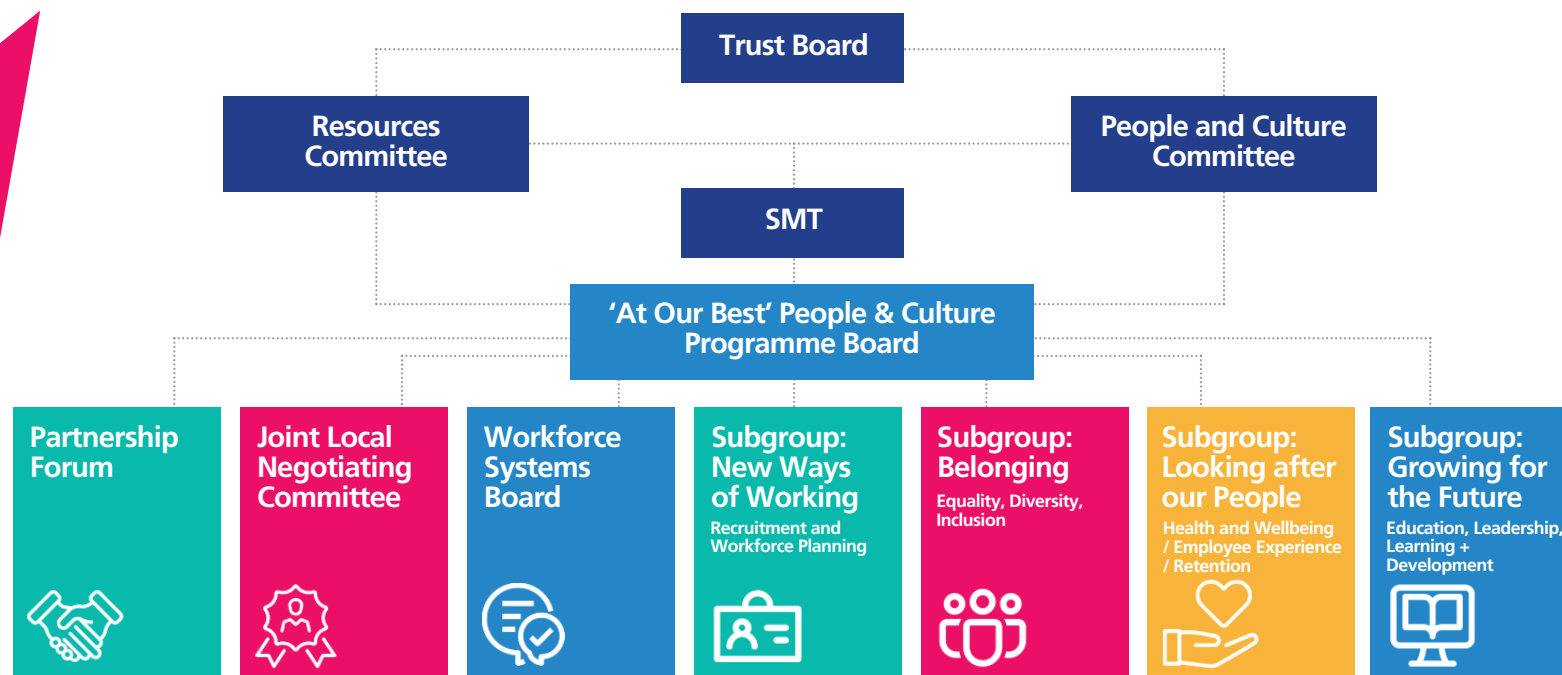 Trust Board
Resources
Committee
People and Culture
Committee
SMT
‘At Our Best’ People & Culture
Programme Board
Partnership
Forum
Joint Local
Negotiating
Committee
Workforce
Systems
Board
Subgroup:
New Ways
of Working
Recruitment and
Workforce Planning
Subgroup:
Belonging
Equality, Diversity,
Inclusion
Subgroup:
Looking after
our People
Health and Wellbeing
/ Employee Experience
/ Retention
Subgroup:
Growing for
the Future
Education, Leadership,
Learning +
Development